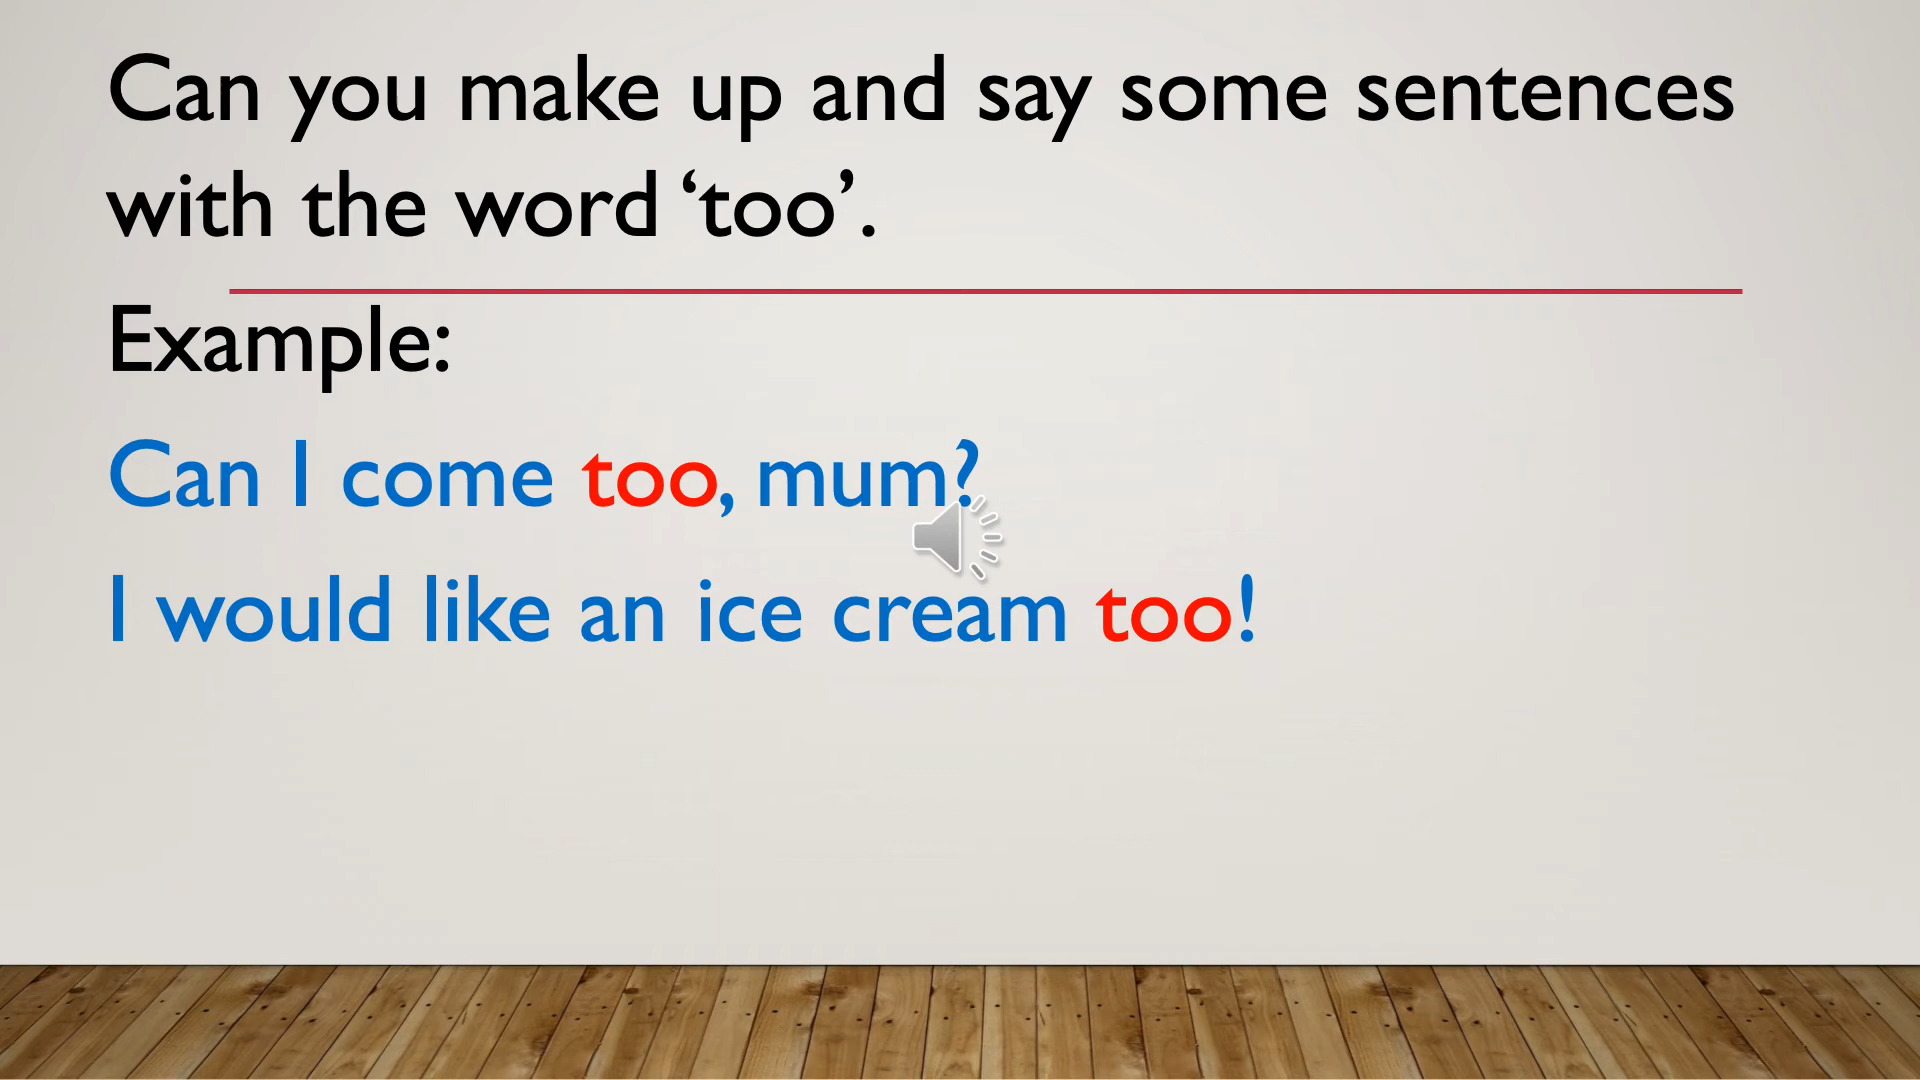 Can you make up and say some sentences
with the word ‘too’.
Example:
Can I come too, mum?
I would like an ice cream too!